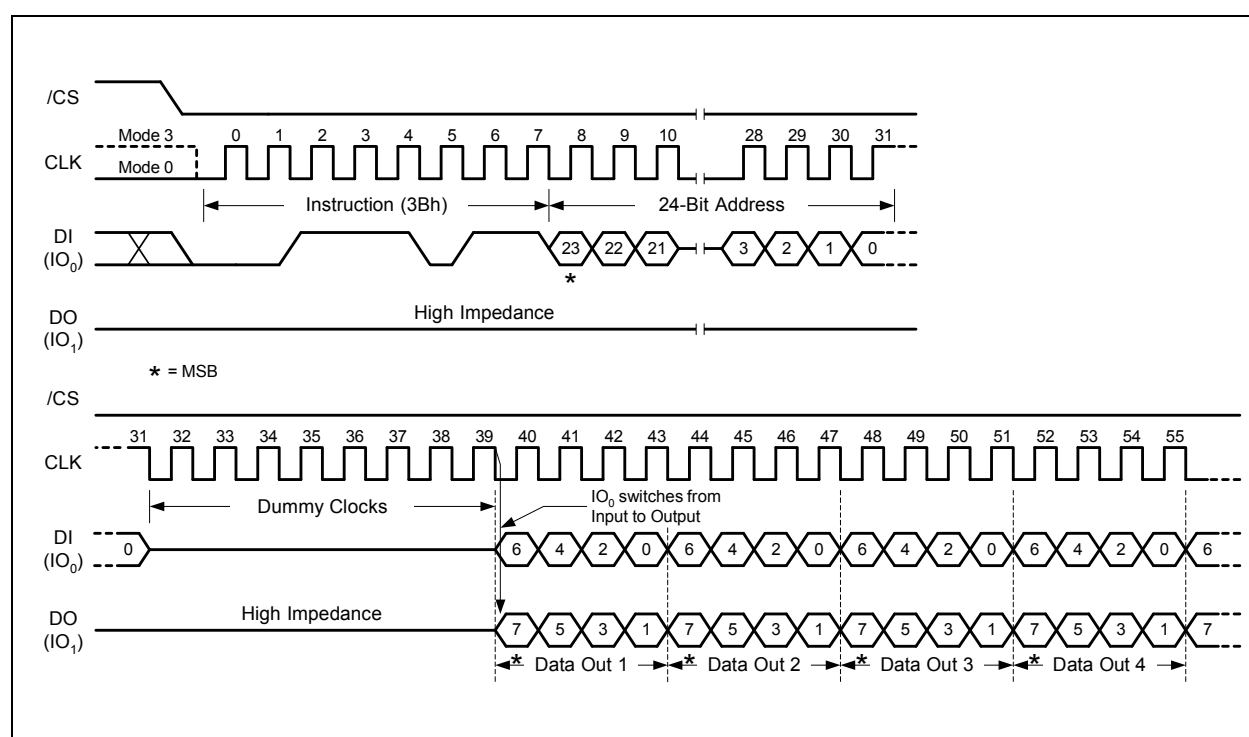 /CS
Mode 3 0 1 2 3 4 5 6 7 8 9 10 28 29 30 31
CLK Mode 0
Instruction (3Bh) 24-Bit Address
DI
(IO0) 23 22 21 3 2 1 0
*
DO High Impedance
(IO1)
* = MSB
/CS
31 32 33 34 35 36 37 38 39 40 41 42 43 44 45 46 47 48 49 50 51 52 53 54 55
CLK
Dummy Clocks
IO0 switches from
Input to Output
DI
(IO0) 0 6 4 2 0 6 4 2 0 6 4 2 0 6 4 2 0 6
DO High Impedance
(IO1) 7 5 3 1 7 5 3 1 7 5 3 1 7 5 3 1 7
* Data Out 1 * Data Out 2 * Data Out 3 * Data Out 4